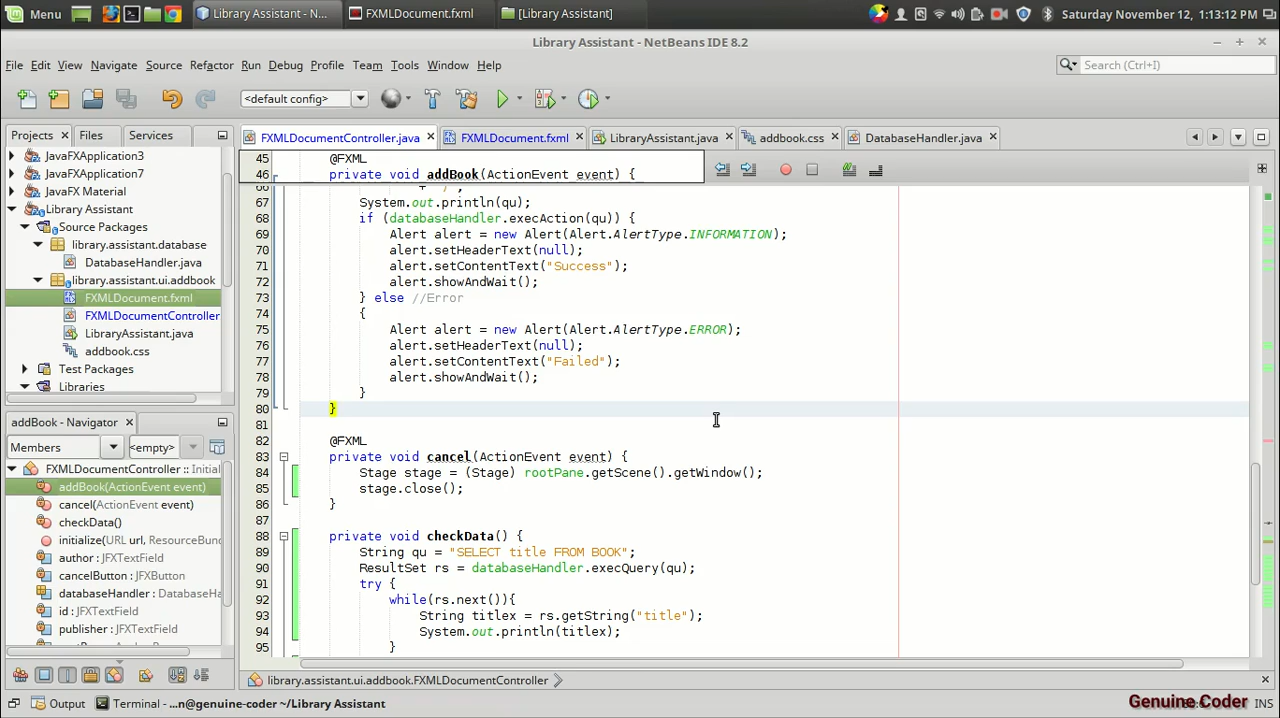 Menu
Library Assistant - N...
FXMLDocument.fxml
[Library Assistant]
Saturday November 12, 1:13:12 PM
Library Assistant - NetBeans IDE 8.2
File Edit View Navigate Source Refactor Run Debug Profile Team Tools Window Help
Search (Ctrl+I)
<default config>
Projects Files Services
FXMLDocumentController.java FXMLDocument.fxml LibraryAssistant.java addbook.css DatabaseHandler.java
JavaFXApplication3
JavaFXApplication7
JavaFX Material
Library Assistant
Source Packages
library.assistant.database
DatabaseHandler.java
library.assistant.ui.addbook
FXMLDocument.fxml
FXMLDocumentController
LibraryAssistant.java
addbook.css
Test Packages
Libraries
addBook - Navigator
Members
<empty>
FXMLDocumentController : Initial
addBook(ActionEvent event)
cancel(ActionEvent event)
checkData()
initialize(URL url, ResourceBun
author : JFXTextField
cancelButton : JFXButton
databaseHandler : DatabaseHa
id : JFXTextField
publisher : JFXTextField
45 @FXML
46 private void addBook(ActionEvent event) {
67 System.out.println(qu);
68 if (databaseHandler.execAction(qu)) {
69 Alert alert = new Alert(Alert.AlertType.INFORMATION);
70 alert.setHeaderText(null);
71 alert.setContentText("Success");
72 alert.showAndWait();
73 } else //Error
74 {
75 Alert alert = new Alert(Alert.AlertType.ERROR);
76 alert.setHeaderText(null);
77 alert.setContentText("Failed");
78 alert.showAndWait();
79 }
80 }
81
82 @FXML
83 private void cancel(ActionEvent event) {
84 Stage stage = (Stage) rootPane.getScene().getWindow();
85 stage.close();
86 }
87
88 private void checkData() {
89 String qu = "SELECT title FROM BOOK";
90 ResultSet rs = databaseHandler.execQuery(qu);
91 try {
92 while(rs.next()){
93 String titlex = rs.getString("title");
94 System.out.println(titlex);
95 }
library.assistant.ui.addbook.FXMLDocumentController
Output
Terminal - ...n@genuine-coder ~/Library Assistant
Genuine Coder
INS